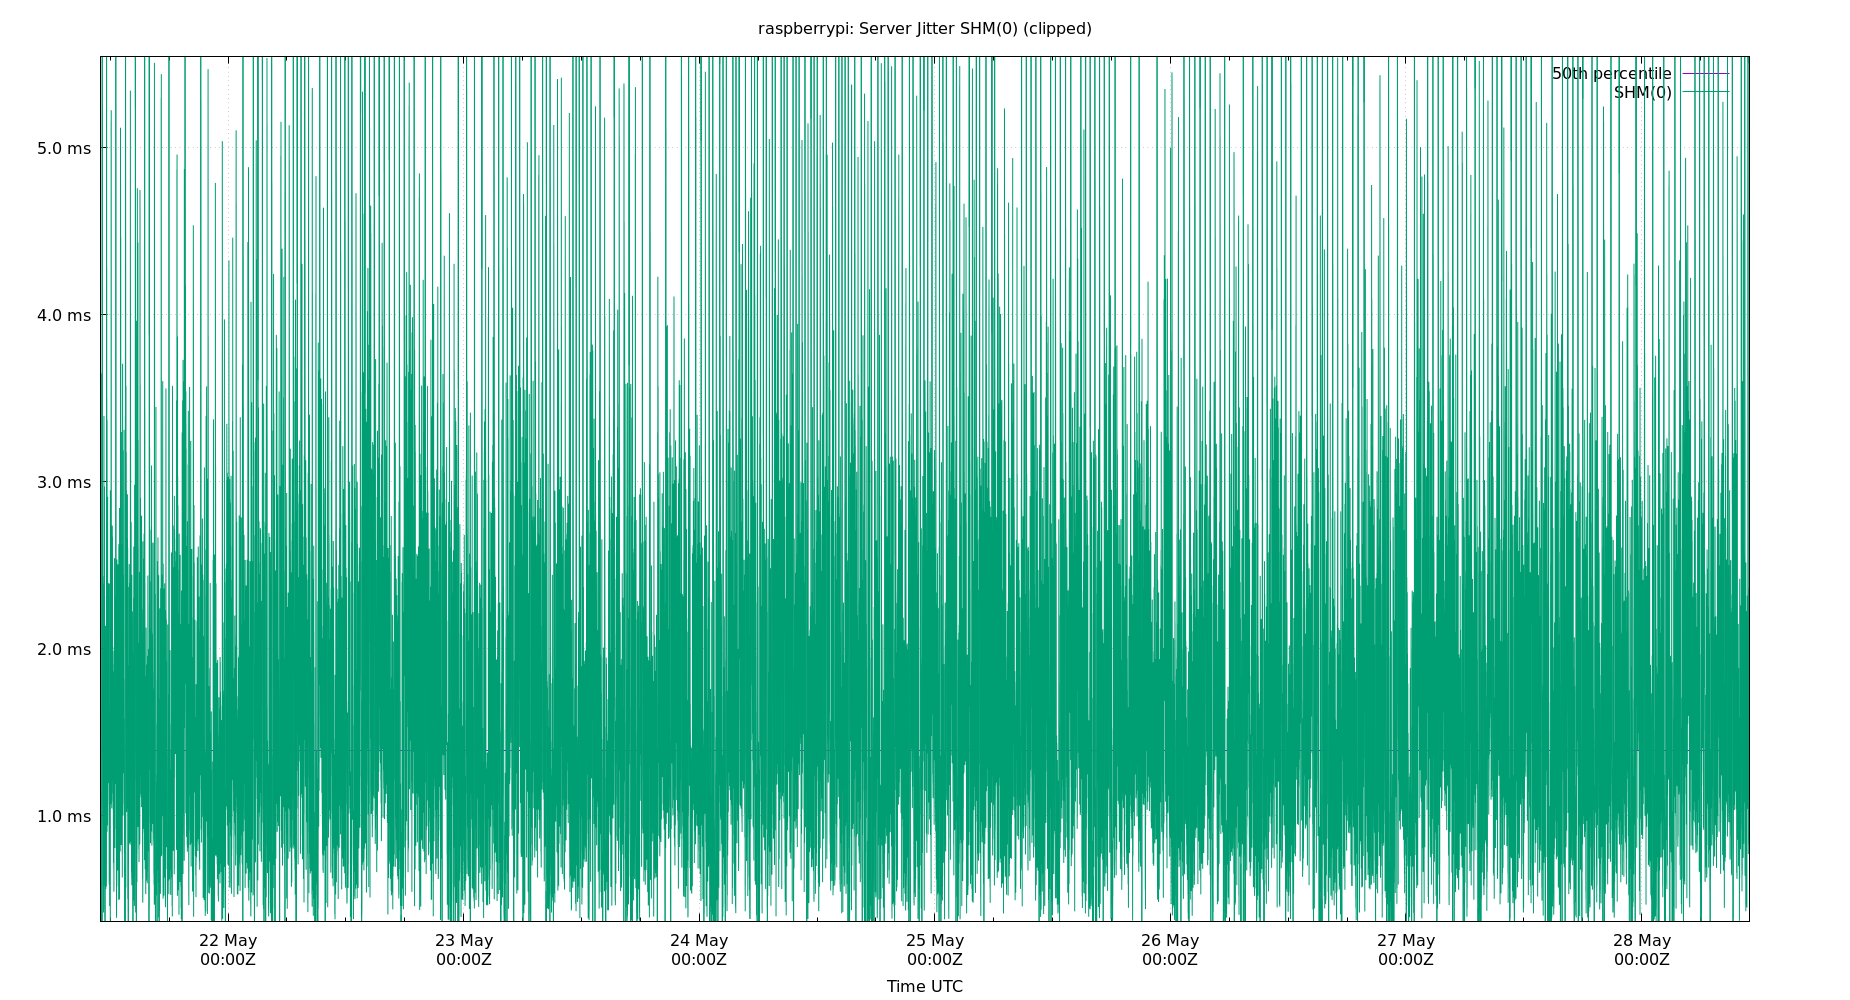 raspberrypi: Server Jitter SHM(0) (clipped)
50th percentile
SHM(0)
5.0 ms
4.0 ms
3.0 ms
2.0 ms
1.0 ms
22 May 23 May 24 May 25 May 26 May 27 May 28 May
00:00Z 00:00Z 00:00Z 00:00Z 00:00Z 00:00Z 00:00Z
Time UTC